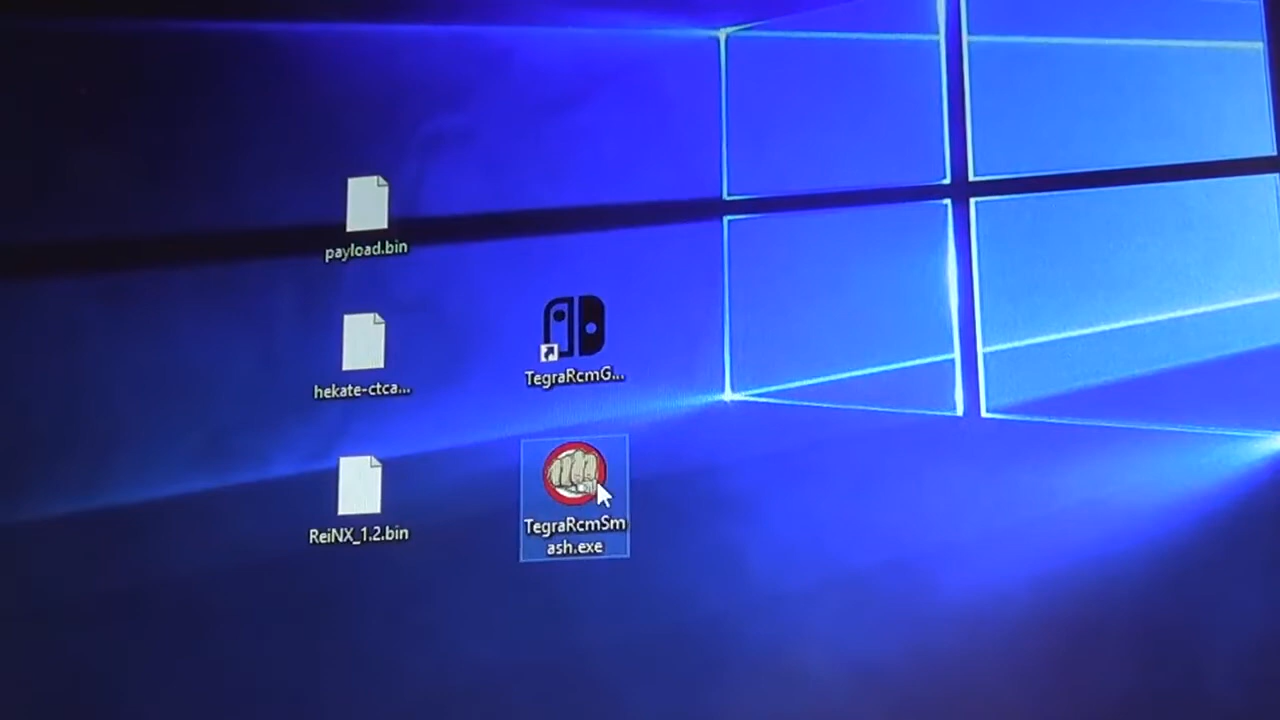 payload.bin
hekate-ctca...
ReiNX_1.2.bin
TegraRcmG...
TegraRcmSm
ash.exe